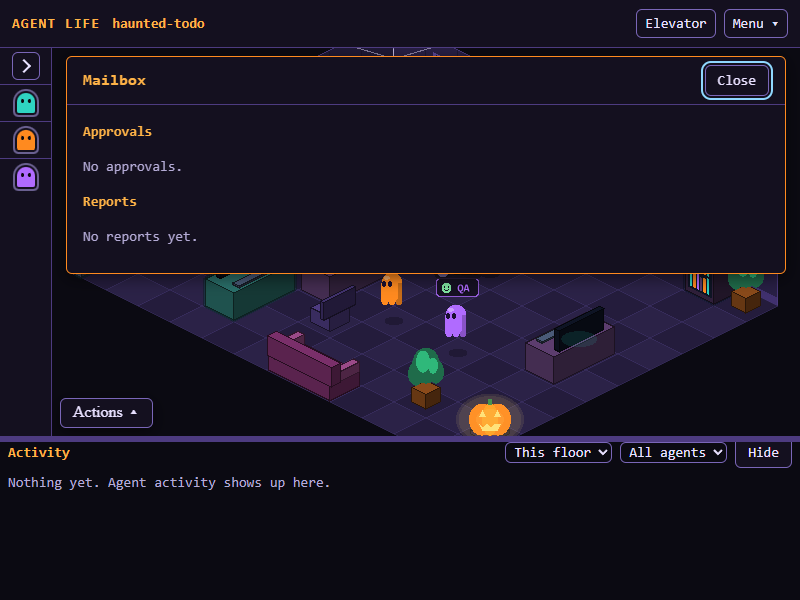 AGENT LIFE haunted-todo
Elevator
Menu ▾
Mailbox
Close
Approvals
No approvals.
Reports
No reports yet.
QA
Actions ▴
Activity
This floor
All agents
Hide
Nothing yet. Agent activity shows up here.